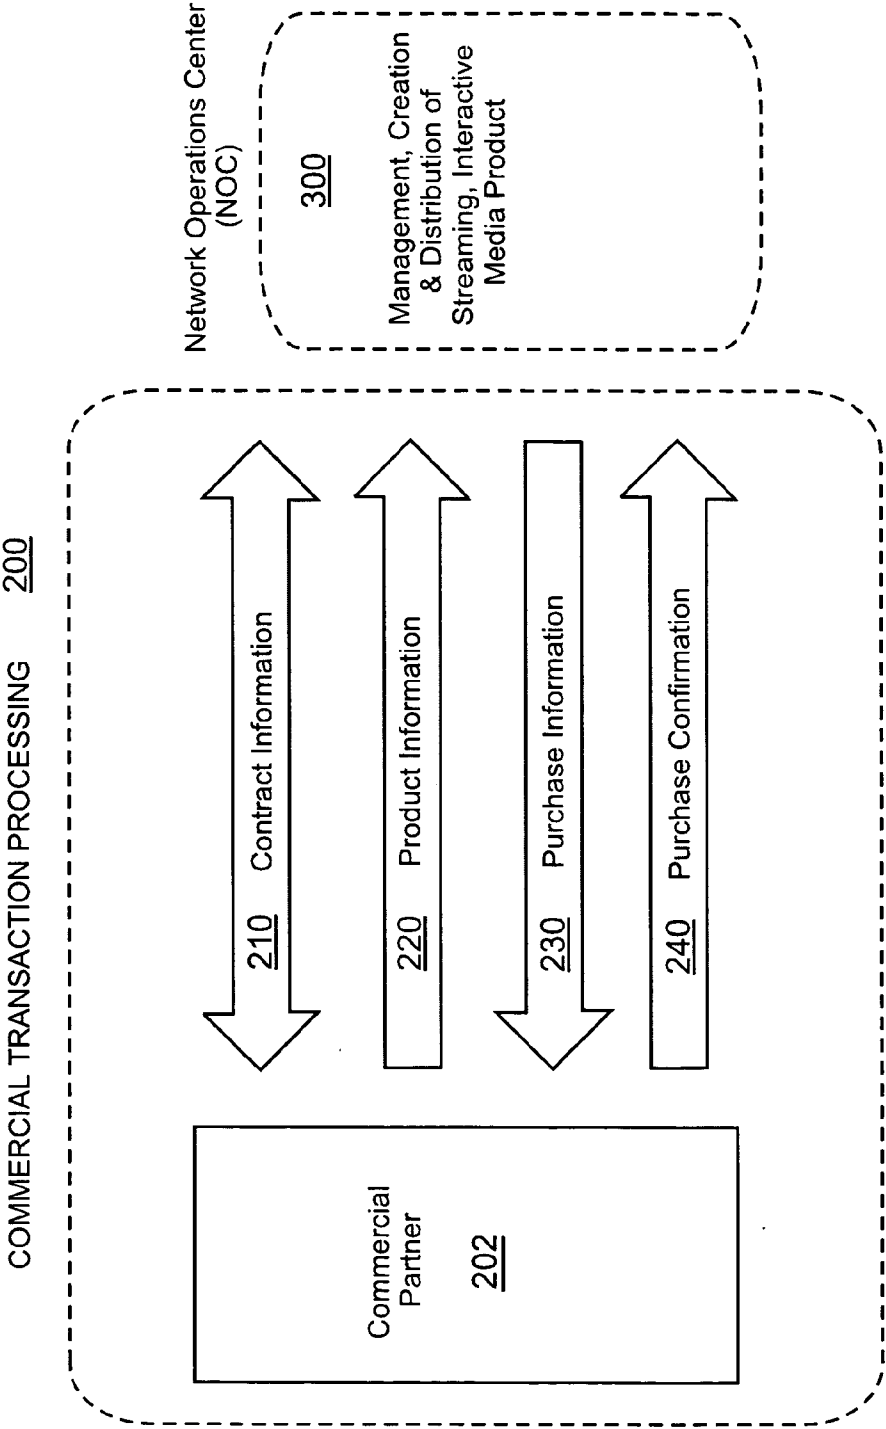 COMMERCIAL TRANSACTION PROCESSING 200
Network Operations Center
(NOC)
300
Management, Creation
& Distribution of
Streaming, Interactive
Media Product
Commercial
Partner
202
210 Contract Information
220 Product Information
230 Purchase Information
240 Purchase Confirmation